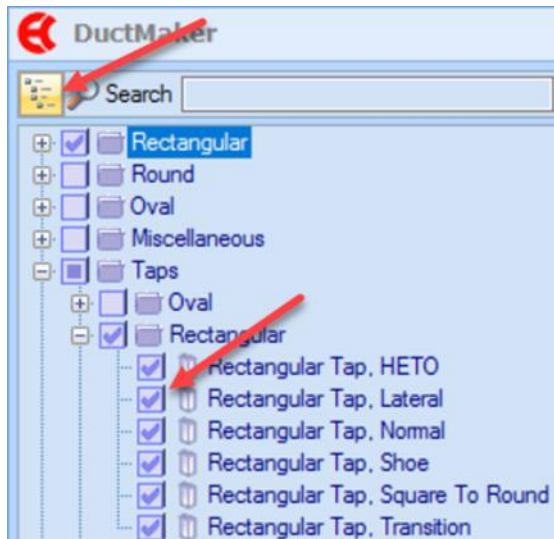 DuctMaker
Search
Rectangular
Round
Oval
Miscellaneous
Taps
Oval
Rectangular
Rectangular Tap, HETO
Rectangular Tap, Lateral
Rectangular Tap, Normal
Rectangular Tap, Shoe
Rectangular Tap, Square To Round
Rectangular Tap, Transition